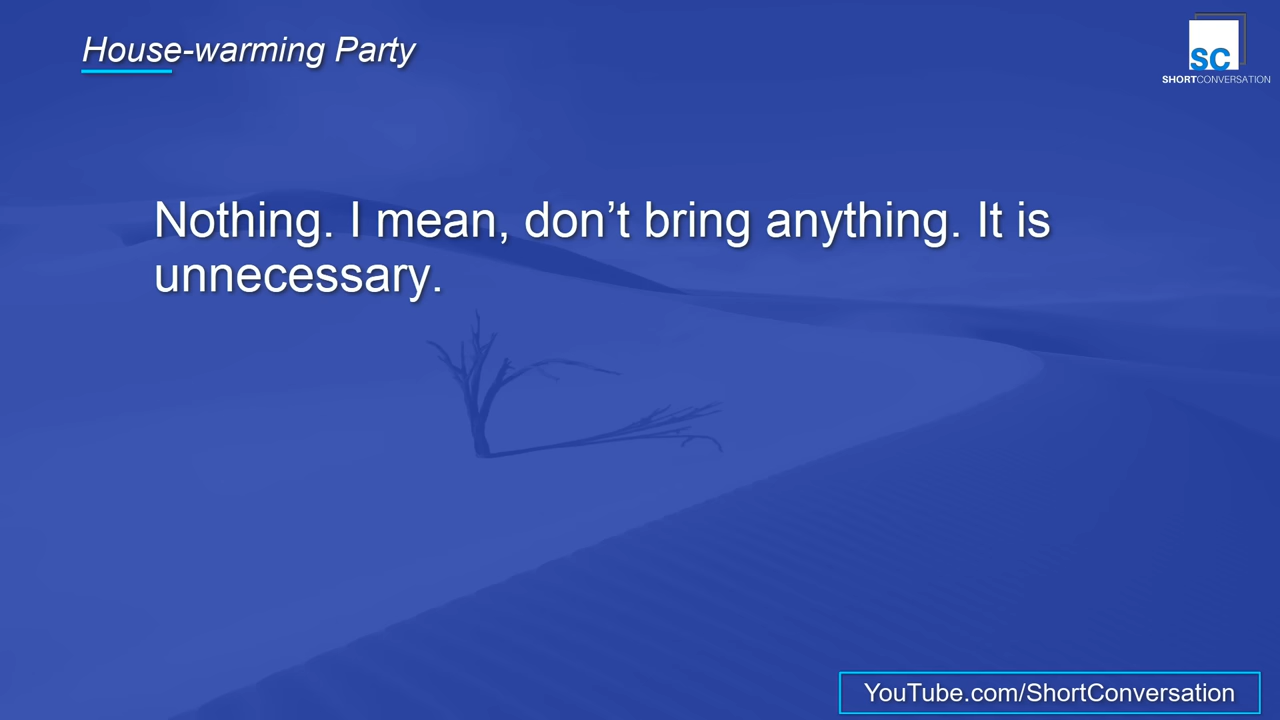 House-warming Party
SC
SHORTCONVERSATION
Nothing. I mean, don’t bring anything. It is
unnecessary.
YouTube.com/ShortConversation